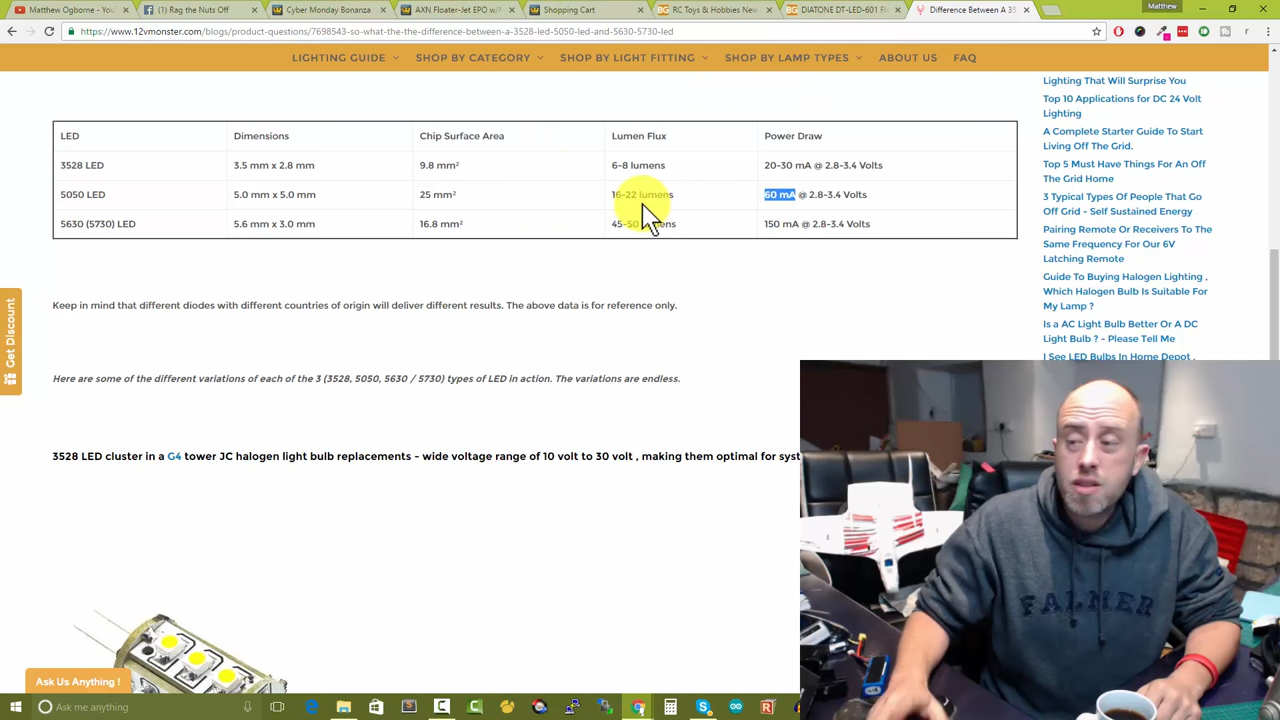 Matthew
Matthew Ogborne - You
(1) Rag the Nuts Off
Cyber Monday Bonanza
AXN Floater-Jet EPO w/
Shopping Cart
RC Toys & Hobbies New
DIATONE DT-LED-601
Difference Between A 35
https://www.12vmonster.com/blogs/product-questions/7698543-so-what-the-the-difference-between-a-3528-led-5050-led-and-5630-5730-led
LIGHTING GUIDE SHOP BY CATEGORY SHOP BY LIGHT FITTING SHOP BY LAMP TYPES ABOUT US FAQ
LED Dimensions Chip Surface Area Lumen Flux Power Draw
3528 LED 3.5 mm x 2.8 mm 9.8 mm² 6-8 lumens 20-30 mA @ 2.8-3.4 Volts
5050 LED 5.0 mm x 5.0 mm 25 mm² 16-22 lumens 60 mA @ 2.8-3.4 Volts
5630 (5730) LED 5.6 mm x 3.0 mm 16.8 mm² 45-50 150 mA @ 2.8-3.4 Volts
Keep in mind that different diodes with different countries of origin will deliver different results. The above data is for reference only.
Here are some of the different variations of each of the 3 (3528, 5050, 5630 / 5730) types of LED in action. The variations are endless.
3528 LED cluster in a G4 tower JC halogen light bulb replacements - wide voltage range of 10 volt to 30 volt , making them optimal for
Lighting That Will Surprise You
Top 10 Applications for DC 24 Volt
Lighting
A Complete Starter Guide To Start
Living Off The Grid.
Top 5 Must Have Things For An Off
The Grid Home
3 Typical Types Of People That Go
Off Grid - Self Sustained Energy
Pairing Remote Or Receivers To The
Same Frequency For Our 6V
Latching Remote
Guide To Buying Halogen Lighting ,
Which Halogen Bulb Is Suitable For
My Lamp ?
Is a AC Light Bulb Better Or A DC
Light Bulb ? - Please Tell Me
I See LED Bulbs In Home Depot ,
Get Discount
Ask Us Anything !
FALMER
Ask me anything